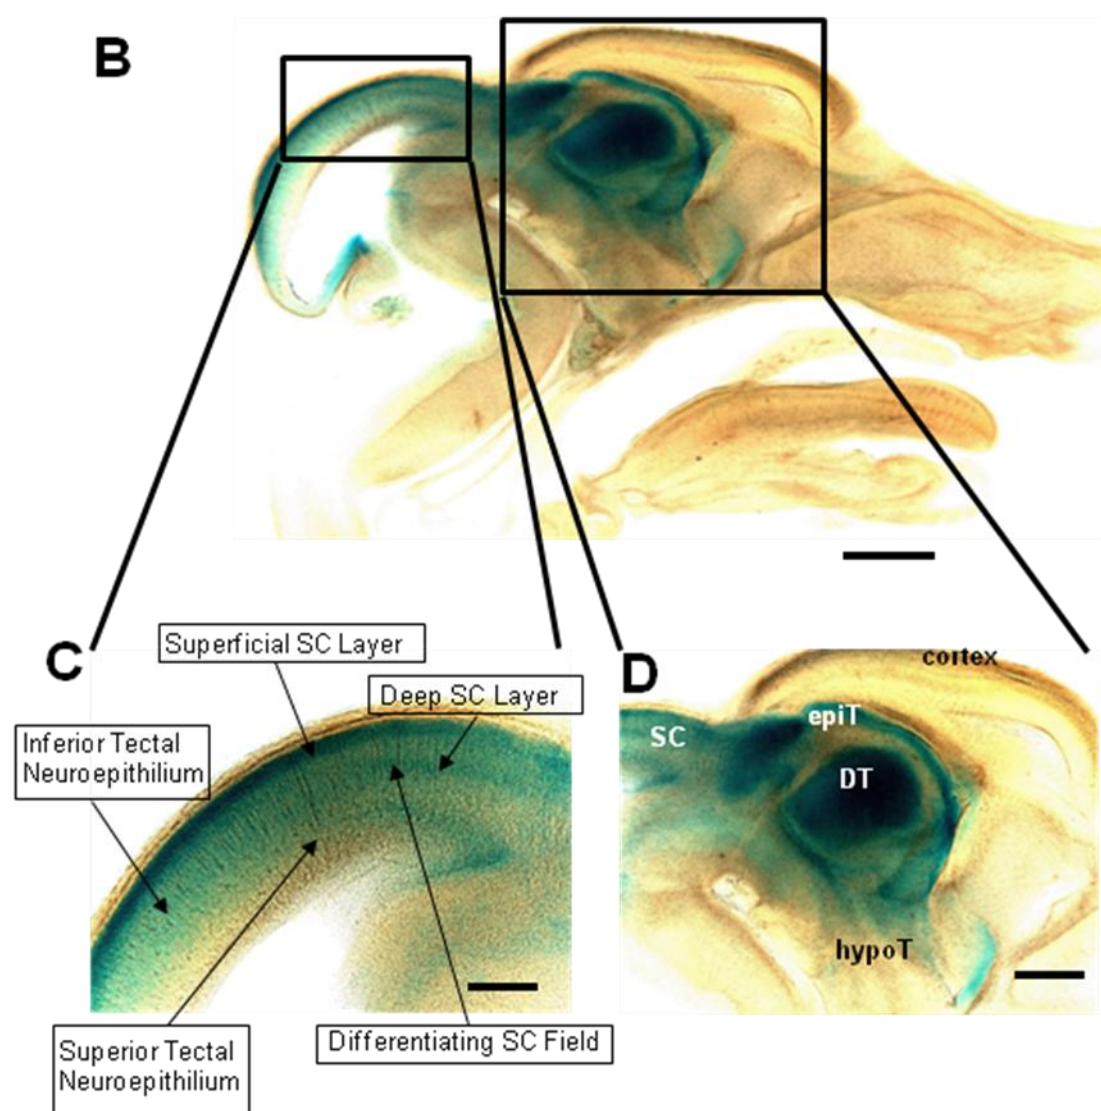 B
C
Superficial SC Layer
Deep SC Layer
Inferior Tectal
Neuroepithilium
Superior Tectal
Neuroepithilium
Differentiating SC Field
D
cortex
epiT
SC
DT
hypoT